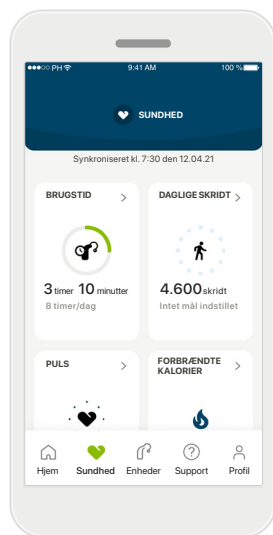 PH 9:41 AM 100 %
SUNDHED
Synkroniseret kl. 7:30 den 12.04.21
BRUGSTID
DAGLIGE SKRIDT
3 timer 10 minutter
8 timer/dag
4.600 skridt
Intet mål indstillet
PULS
FORBRÆNDTE
KALORIER
Hjem Sundhed Enheder Support Profil